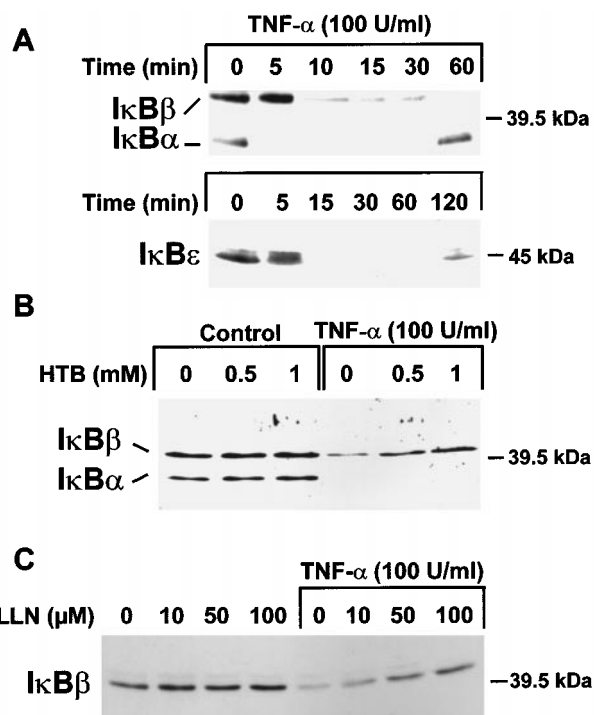 A
TNF-α (100 U/ml)
Time (min) 0 5 10 15 30 60
IκBβ
IκBα
39.5 kDa
Time (min) 0 5 15 30 60 120
IκBε
45 kDa
B
Control TNF-α (100 U/ml)
HTB (mM) 0 0.5 1 0 0.5 1
IκBβ
39.5 kDa
IκBα
C
TNF-α (100 U/ml)
LLN (µM) 0 10 50 100 0 10 50 100
IκBβ
39.5 kDa